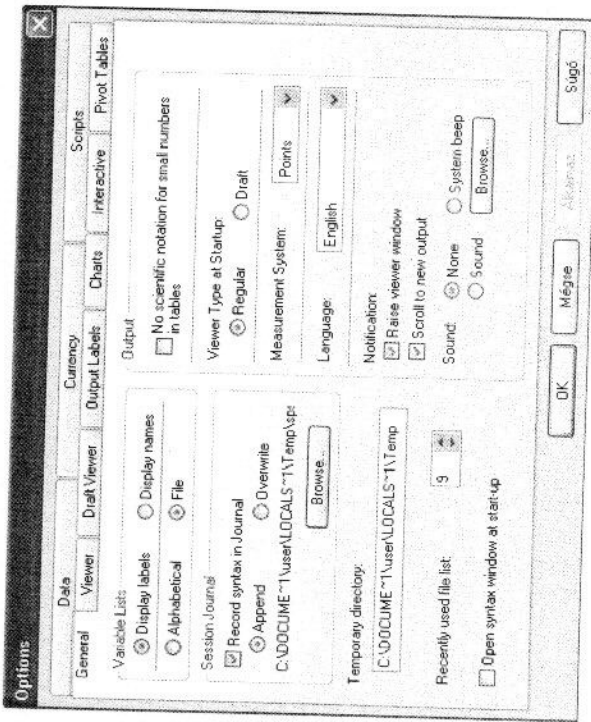 Options
Data
Currency
Scripts
General
Viewer
Draft Viewer
Output Labels
Charts
Interactive
Pivot Tables
Variable Lists
Display labels
Display names
Alphabetical
File
Session Journal
Record syntax in Journal
Append
Overwrite
C:\DOCUME~1\user\LOCALS~1\Temp\sps
Browse...
Temporary directory:
C:\DOCUME~1\user\LOCALS~1\Temp
Recently used file list:
9
Open syntax window at start-up
Output
No scientific notation for small numbers
in tables
Viewer Type at Startup:
Regular
Draft
Measurement System:
Points
Language:
English
Notification:
Raise viewer window
Scroll to new output
Sound:
None
System beep
Sound
Browse...
OK
Mégse
Alkalmaz
Súgó